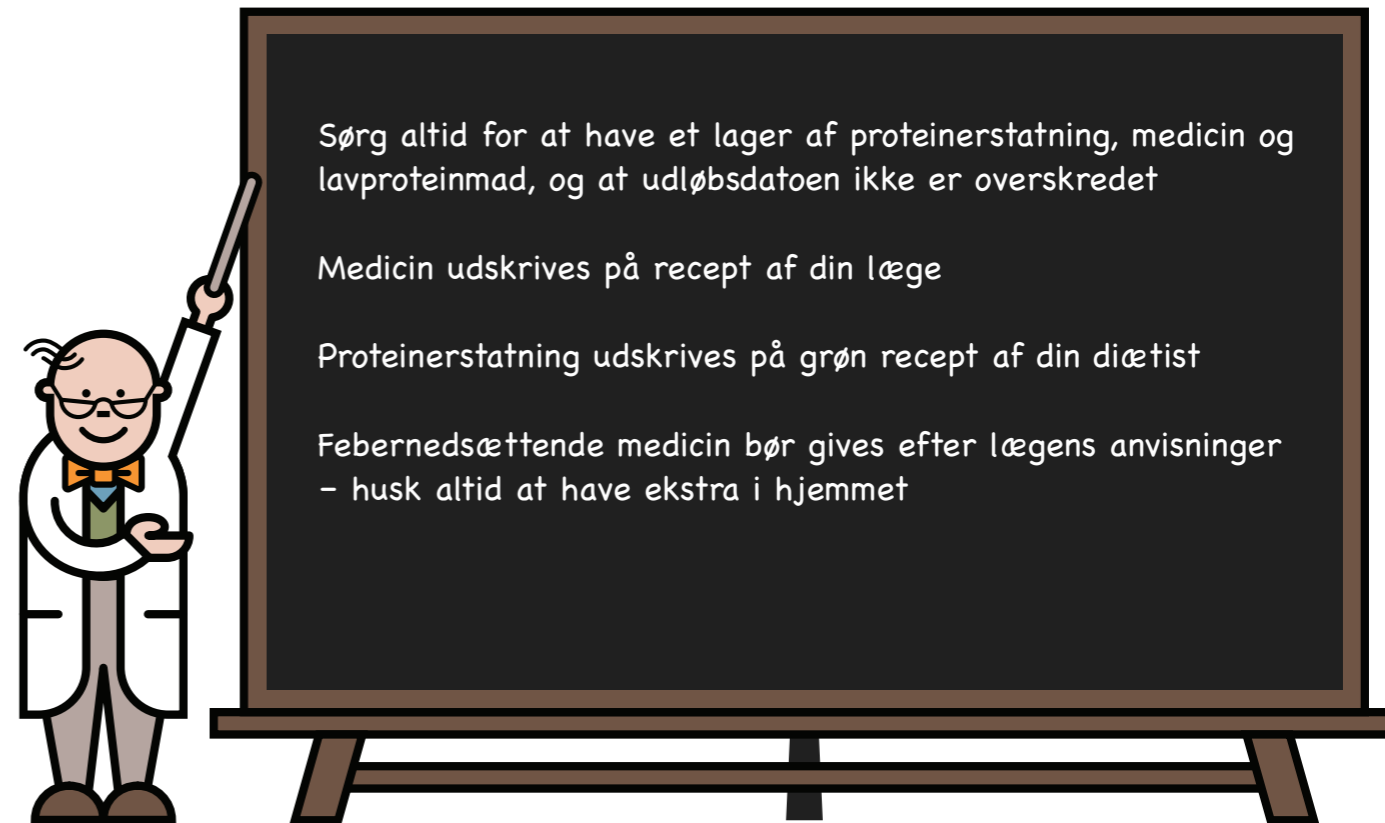 Sørg altid for at have et lager af proteinerstatning, medicin og
lavproteinmad, og at udløbsdatoen ikke er overskredet
Medicin udskrives på recept af din læge
Proteinerstatning udskrives på grøn recept af din diætist
Febernedsættende medicin bør gives efter lægens anvisninger
– husk altid at have ekstra i hjemmet